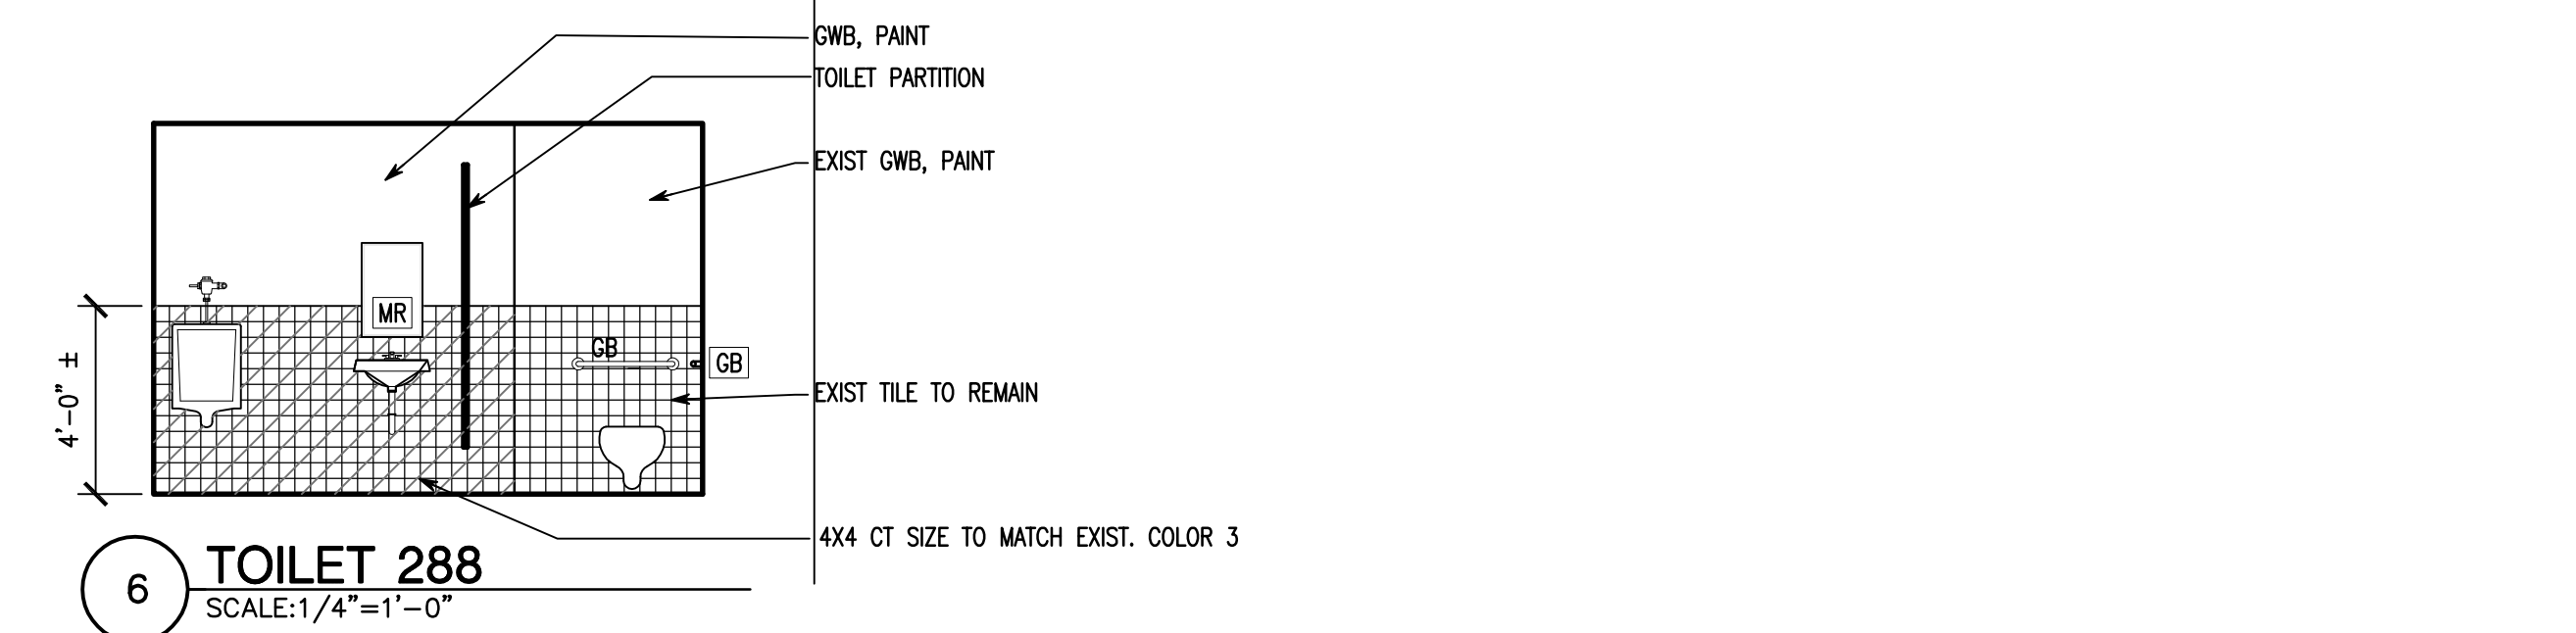 GWB, PAINT
TOILET PARTITION
EXIST GWB, PAINT
MR
GB
GB
4'-0" ±
EXIST TILE TO REMAIN
4X4 CT SIZE TO MATCH EXIST. COLOR 3
6
TOILET 288
SCALE:1/4"=1'-0"